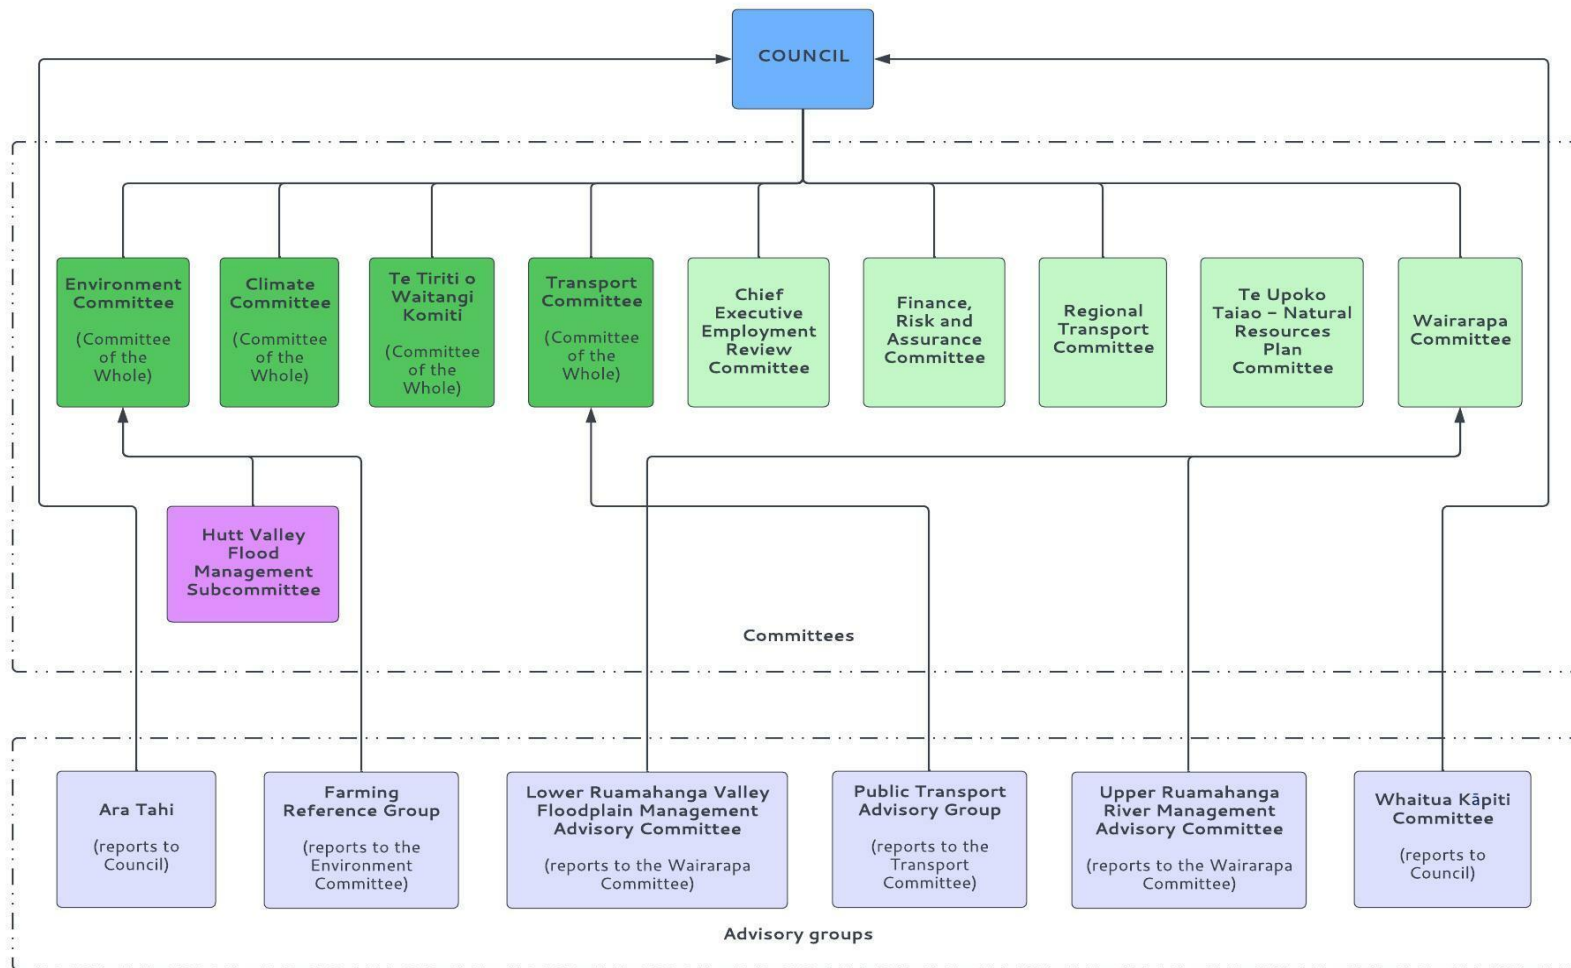 COUNCIL
Environment
Committee
(Committee
of the
Whole)
Climate
Committee
(Committee
of the
Whole)
Te Tiriti o
Waitangi
Komiti
(Committee
of the
Whole)
Transport
Committee
(Committee
of the
Whole)
Chief
Executive
Employment
Review
Committee
Finance,
Risk and
Assurance
Committee
Regional
Transport
Committee
Te Upoko
Taiao – Natural
Resources
Plan
Committee
Wairarapa
Committee
Hutt Valley
Flood
Management
Subcommittee
Committees
Ara Tahi
(reports to
Council)
Farming
Reference Group
(reports to the
Environment
Committee)
Lower Ruamahanga Valley
Floodplain Management
Advisory Committee
(reports to the Wairarapa
Committee)
Public Transport
Advisory Group
(reports to the
Transport
Committee)
Upper Ruamahanga
River Management
Advisory Committee
(reports to the Wairarapa
Committee)
Whaitua Kāpiti
Committee
(reports to
Council)
Advisory groups